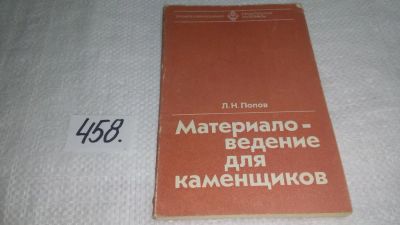 Л.Н.Попов
Материало-
ведение
для
каменщиков
458.